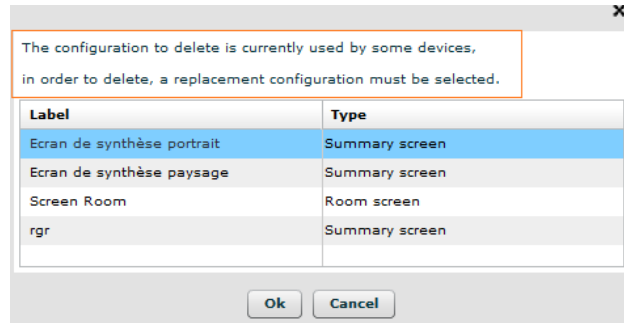 The configuration to delete is currently used by some devices,
in order to delete, a replacement configuration must be selected.
Label Type
Ecran de synthèse portrait Summary screen
Ecran de synthèse paysage Summary screen
Screen Room Room screen
rgr Summary screen
Ok Cancel